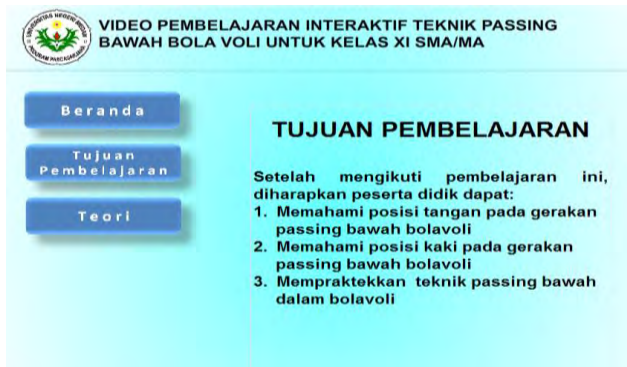 VIDEO PEMBELAJARAN INTERAKTIF TEKNIK PASSING
BAWAH BOLA VOLI UNTUK KELAS XI SMA/MA
Beranda
Tujuan
Pembelajaran
Teori
TUJUAN PEMBELAJARAN
Setelah mengikuti pembelajaran ini,
diharapkan peserta didik dapat:
1. Memahami posisi tangan pada gerakan
passing bawah bolavoli
2. Memahami posisi kaki pada gerakan
passing bawah bolavoli
3. Mempraktekkan teknik passing bawah
dalam bolavoli